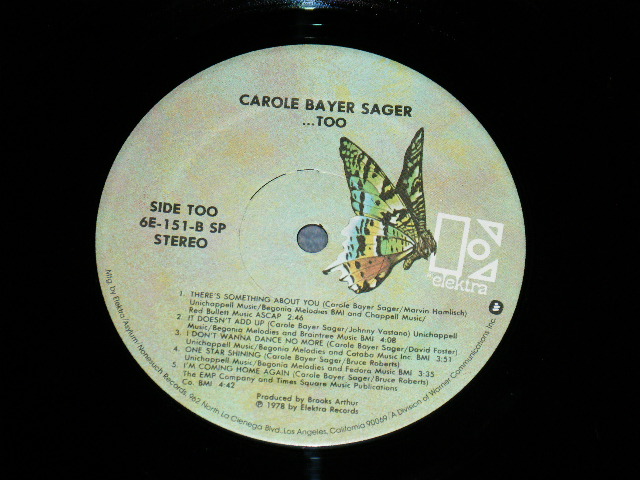 CAROLE BAYER SAGER
...TOO
SIDE TOO
6E-151-B SP
STEREO
elektra
1. THERE'S SOMETHING ABOUT YOU (Carole Bayer Sager/Marvin Hamlisch)
Unichappell Music/Begonia Melodies BMI and Chappell Music/
Red Bullett Music ASCAP 2:46
2. IT DOESN'T ADD UP (Carole Bayer Sager/Johnny Vastano) Unichappell
Music/Begonia Melodies and Braintree Music BMI 4:08
3. I DON'T WANNA DANCE NO MORE (Carole Bayer Sager/David Foster)
Unichappell Music/Begonia Melodies and Cotaba Music Inc. BMI 3:51
4. ONE STAR SHINING (Carole Bayer Sager/Bruce Roberts)
Unichappell Music/Begonia Melodies and Fedora Music BMI 3:35
5. I'M COMING HOME AGAIN (Carole Bayer Sager/Bruce Roberts)
The EMP Company and Times Square Music Publications
Co. BMI 4:42
Produced by Brooks Arthur
℗ 1978 by Elektra Records
Mfg. by Elektra/Asylum/Nonesuch Records, 962 North La Cienega Blvd., Los Angeles, California 90069/A Division of Warner Communications Inc.